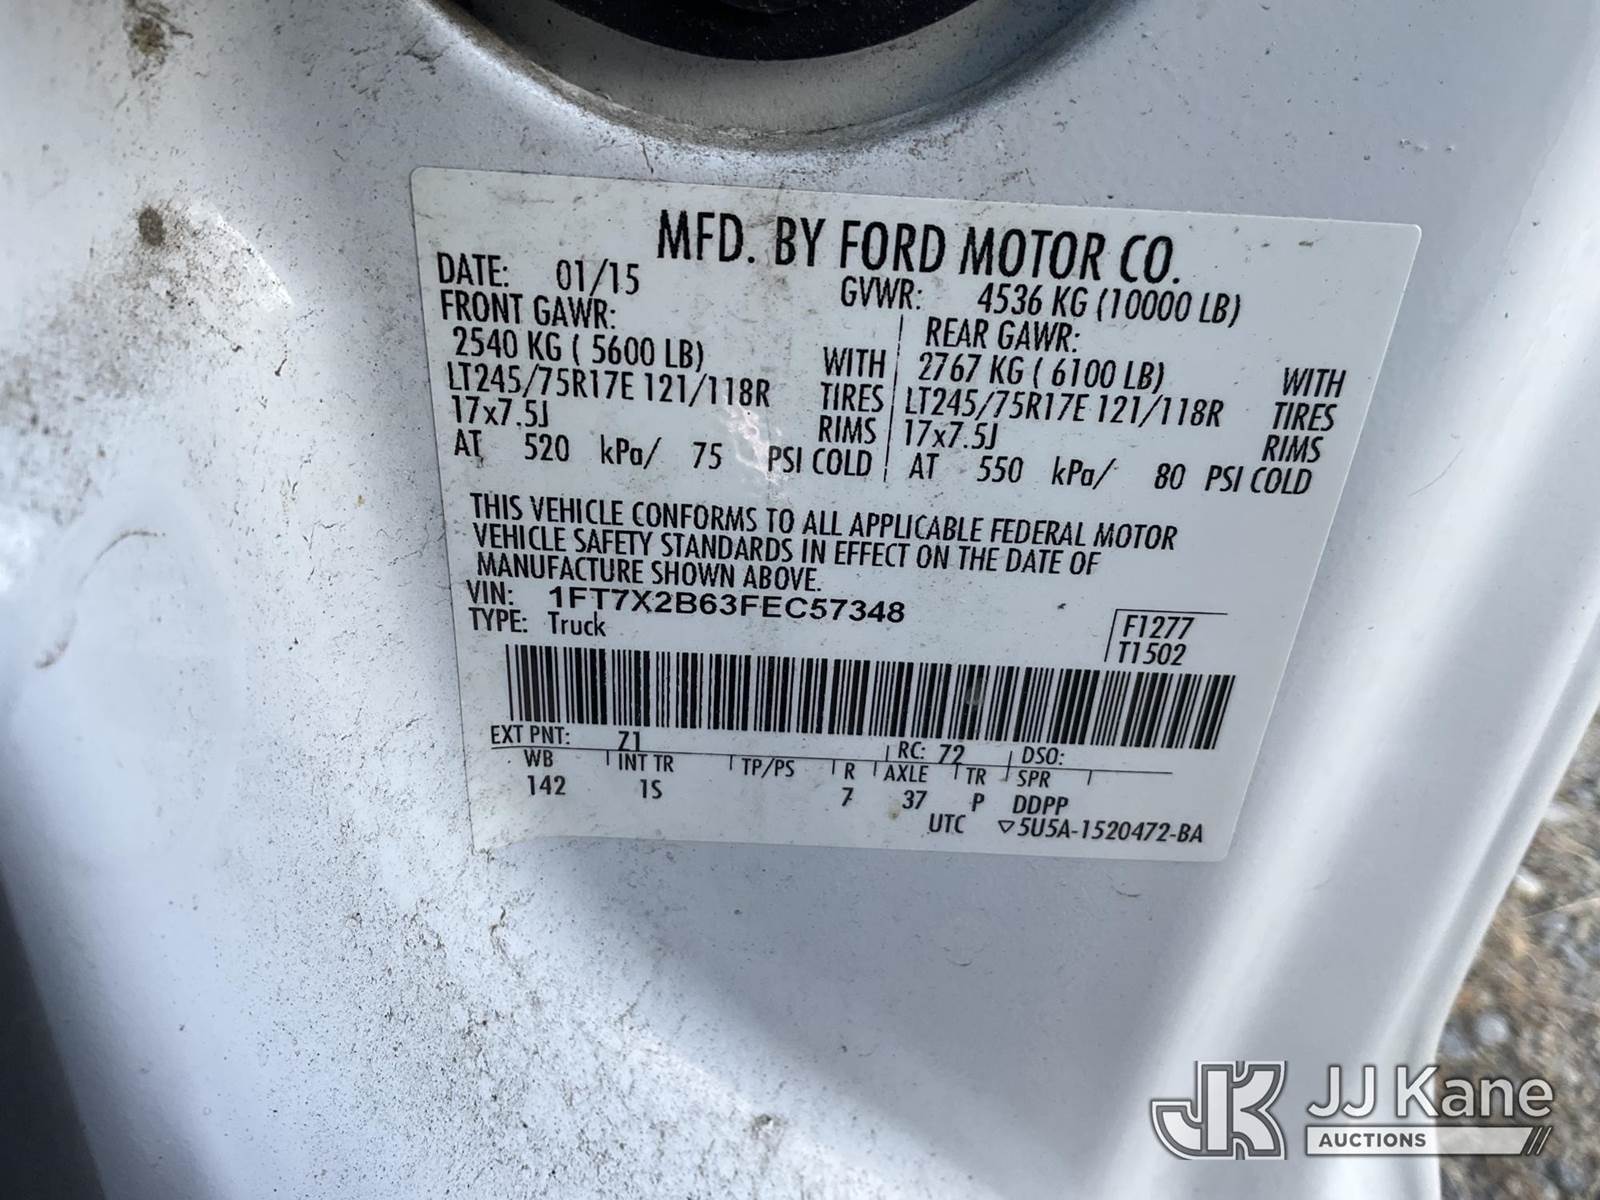 MFD. BY FORD MOTOR CO.
DATE: 01/15 GVWR: 4536 KG (10000 LB)
FRONT GAWR: REAR GAWR:
2540 KG ( 5600 LB) WITH 2767 KG ( 6100 LB) WITH
LT245/75R17E 121/118R TIRES LT245/75R17E 121/118R TIRES
17x7.5J RIMS 17x7.5J RIMS
AT 520 kPa/ 75 PSI COLD AT 550 kPa/ 80 PSI COLD
THIS VEHICLE CONFORMS TO ALL APPLICABLE FEDERAL MOTOR
VEHICLE SAFETY STANDARDS IN EFFECT ON THE DATE OF
MANUFACTURE SHOWN ABOVE.
VIN: 1FT7X2B63FEC57348
TYPE: Truck
F1277
T1502
EXT PNT: Z1 RC: 72 DSO:
WB INT TR TP/PS R AXLE TR SPR
142 1S 7 37 P DDPP
UTC ▽5U5A-1520472-BA
JK JJ Kane
AUCTIONS